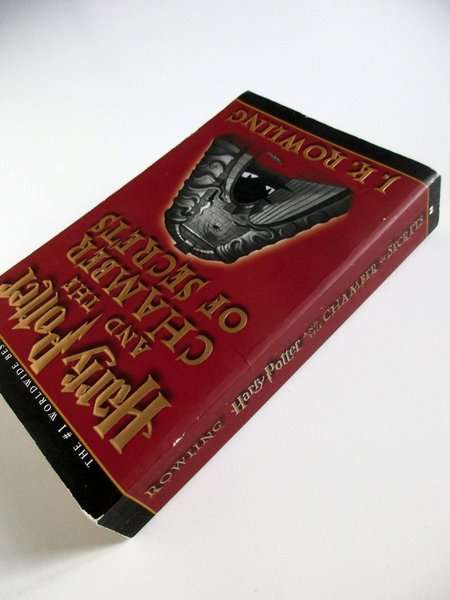 THE #1 WORLDWIDE BES
Harry Potter
AND THE
CHAMBER
OF SECRETS
J. K. ROWLING
ROWLING Harry Potter AND THE CHAMBER OF SECRETS